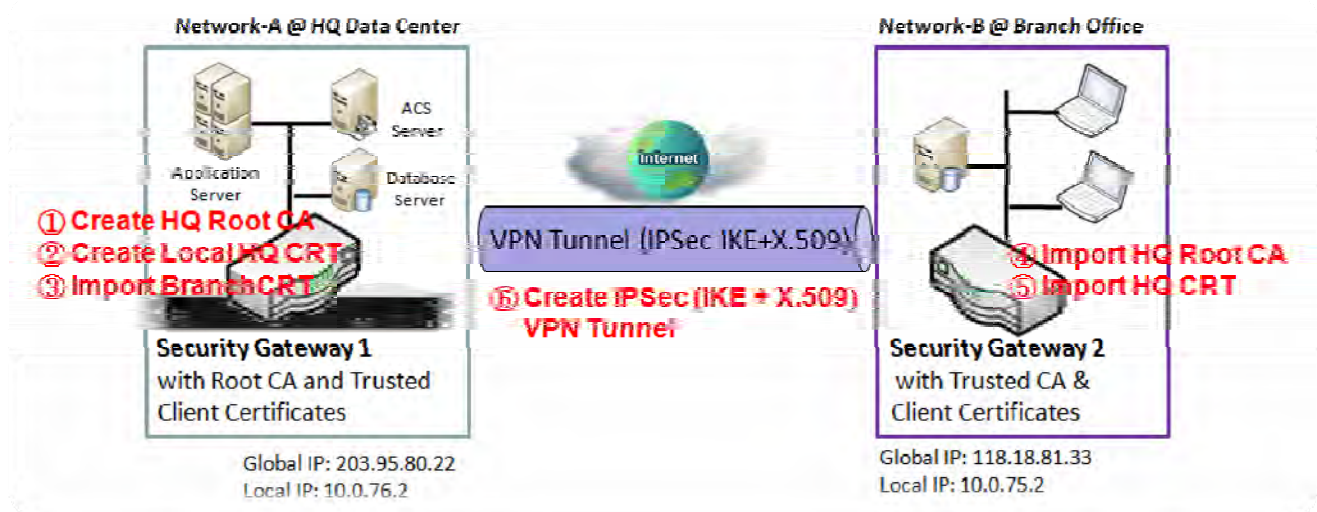 Network-A @ HQ Data Center
Network-B @ Branch Office
ACS
Server
Application
Server
Database
Server
Internet
① Create HQ Root CA
② Create Local HQ CRT
③ Import Branch CRT
VPN Tunnel (IPSec IKE+X.509)
④ Import HQ Root CA
⑤ Import HQ CRT
⑥ Create IPSec (IKE + X.509)
VPN Tunnel
Security Gateway 1
with Root CA and Trusted
Client Certificates
Security Gateway 2
with Trusted CA &
Client Certificates
Global IP: 203.95.80.22
Local IP: 10.0.76.2
Global IP: 118.18.81.33
Local IP: 10.0.75.2